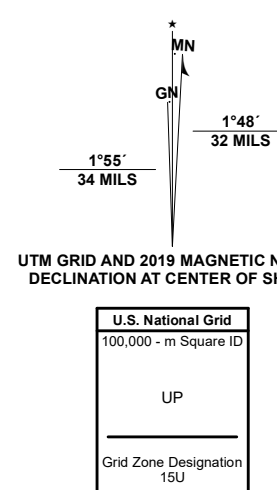 ★
MN
GN
1°48´
32 MILS
1°55´
34 MILS
UTM GRID AND 2019 MAGNETIC N
DECLINATION AT CENTER OF SH
U.S. National Grid
100,000 - m Square ID
UP
Grid Zone Designation
15U